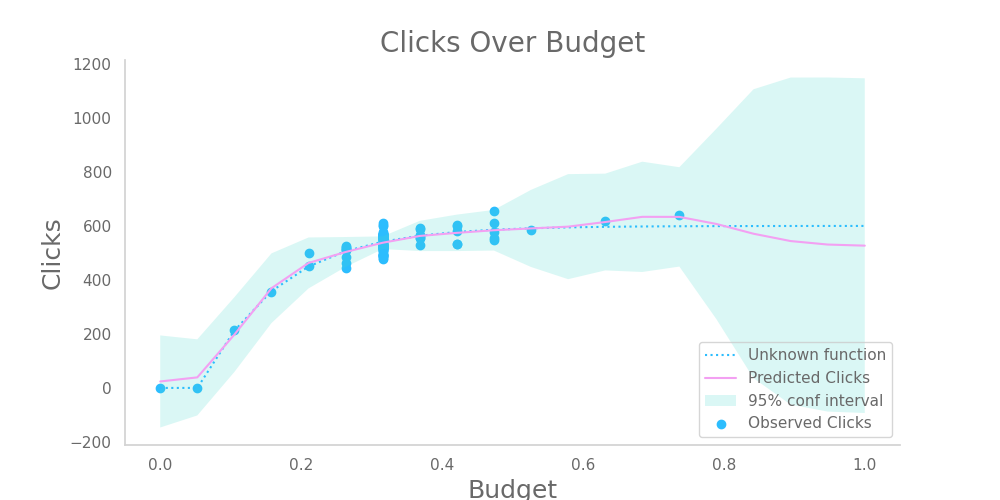 Clicks Over Budget
Clicks
1200
1000
800
600
400
200
0
−200
0.0 0.2 0.4 0.6 0.8 1.0
Budget
Unknown function
Predicted Clicks
95% conf interval
Observed Clicks